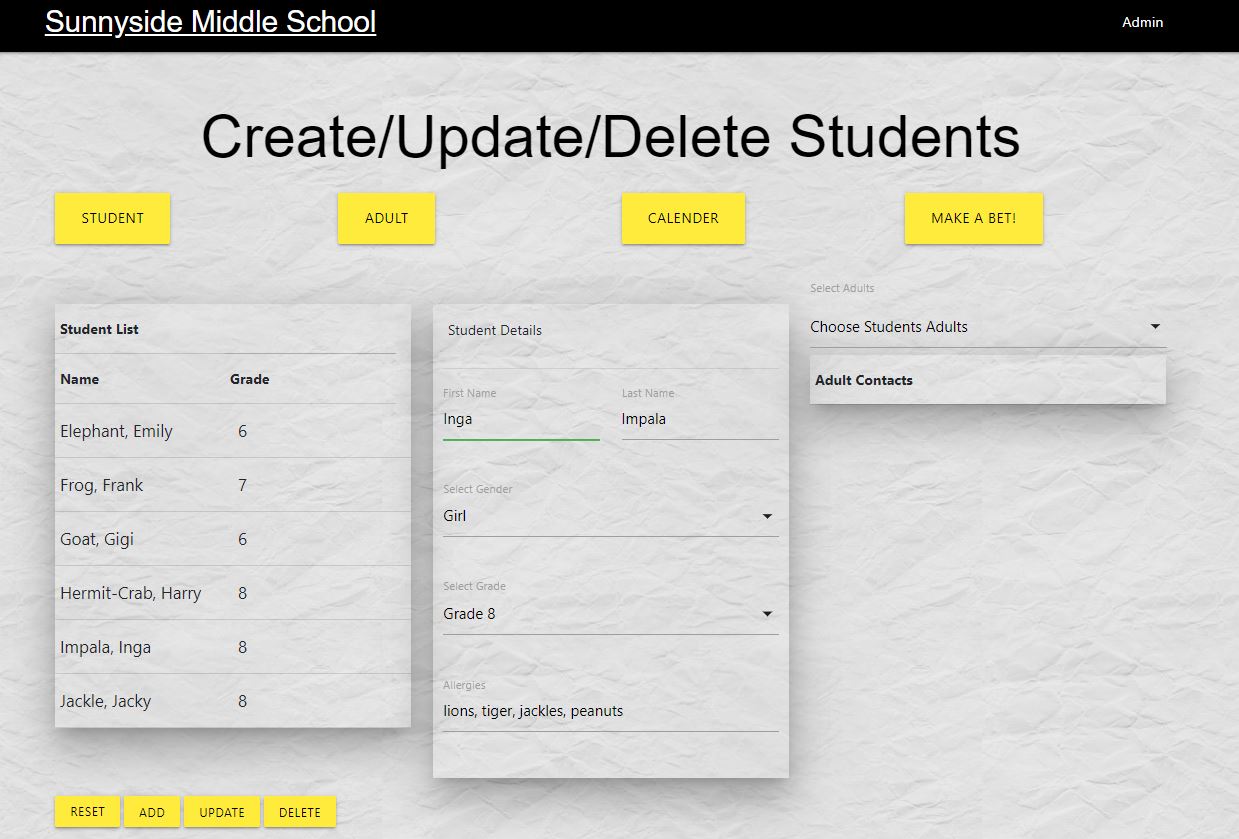 Sunnyside Middle School
Admin
Create/Update/Delete Students
STUDENT
ADULT
CALENDER
MAKE A BET!
Student List
Name Grade
Elephant, Emily 6
Frog, Frank 7
Goat, Gigi 6
Hermit-Crab, Harry 8
Impala, Inga 8
Jackle, Jacky 8
Student Details
First Name Last Name
Inga Impala
Select Gender
Girl
Select Grade
Grade 8
Allergies
lions, tiger, jackles, peanuts
Select Adults
Choose Students Adults
Adult Contacts
RESET
ADD
UPDATE
DELETE